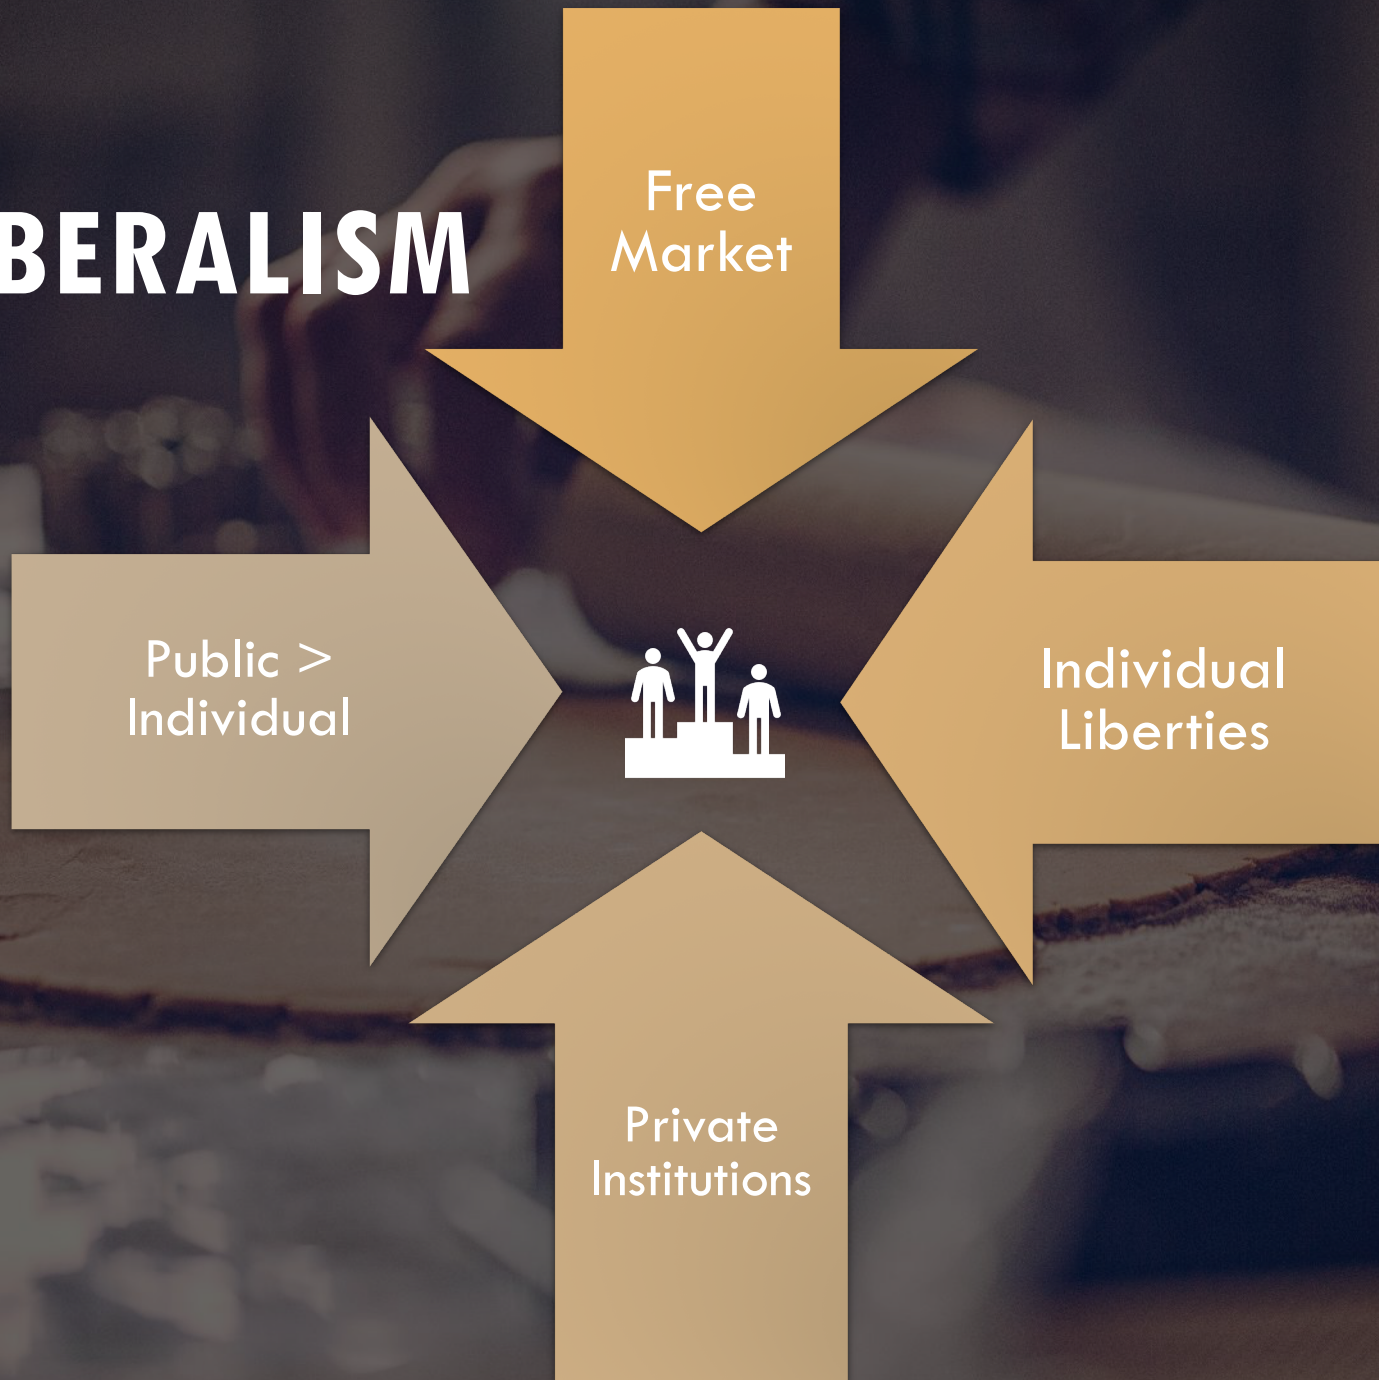 BERALISM
Free
Market
Public >
Individual
Individual
Liberties
Private
Institutions